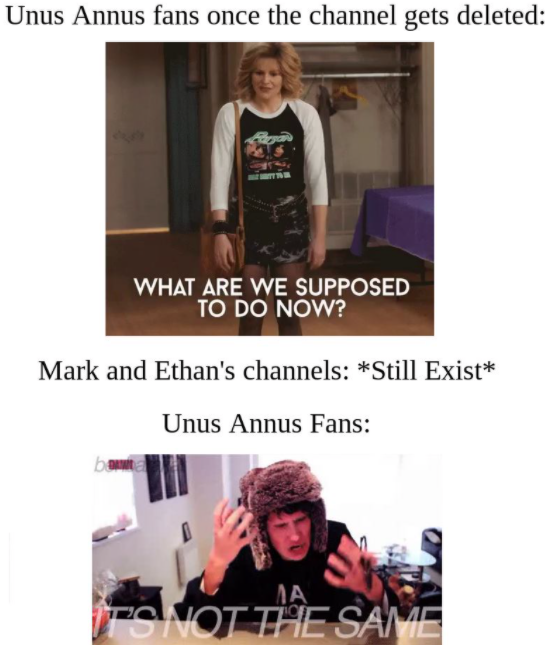 Unus Annus fans once the channel gets deleted:
Poison
WHAT ARE WE SUPPOSED
TO DO NOW?
Mark and Ethan's channels: *Still Exist*
Unus Annus Fans:
IT'S NOT THE SAME